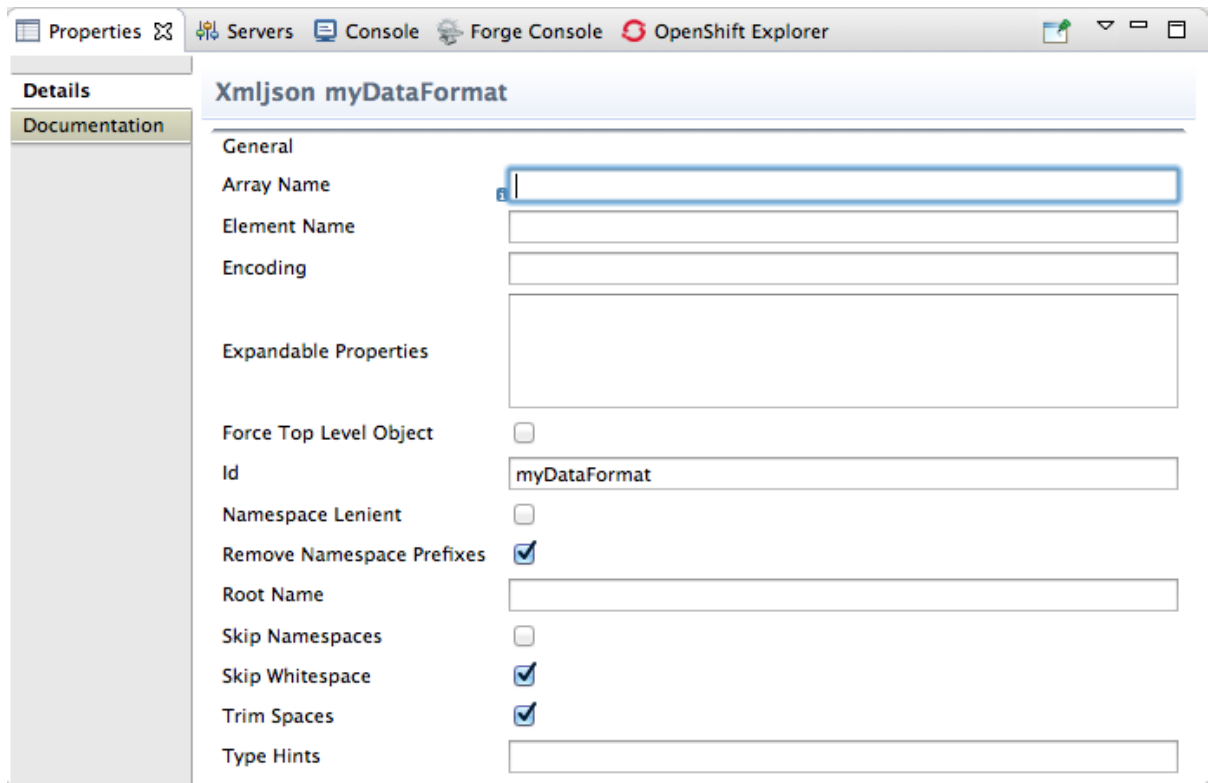 Properties Servers Console Forge Console OpenShift Explorer
Details
Documentation
Xmljson myDataFormat
General
Array Name
Element Name
Encoding
Expandable Properties
Force Top Level Object
Id myDataFormat
Namespace Lenient
Remove Namespace Prefixes
Root Name
Skip Namespaces
Skip Whitespace
Trim Spaces
Type Hints